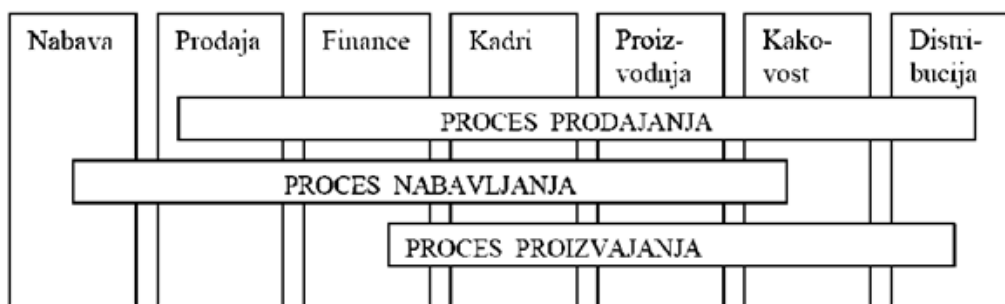 Nabava Prodaja Finance Kadri Proiz- Kako- Distri-
vodnja vost bucija
PROCES PRODAJANJA
PROCES NABAVLJANJA
PROCES PROIZVAJANJA